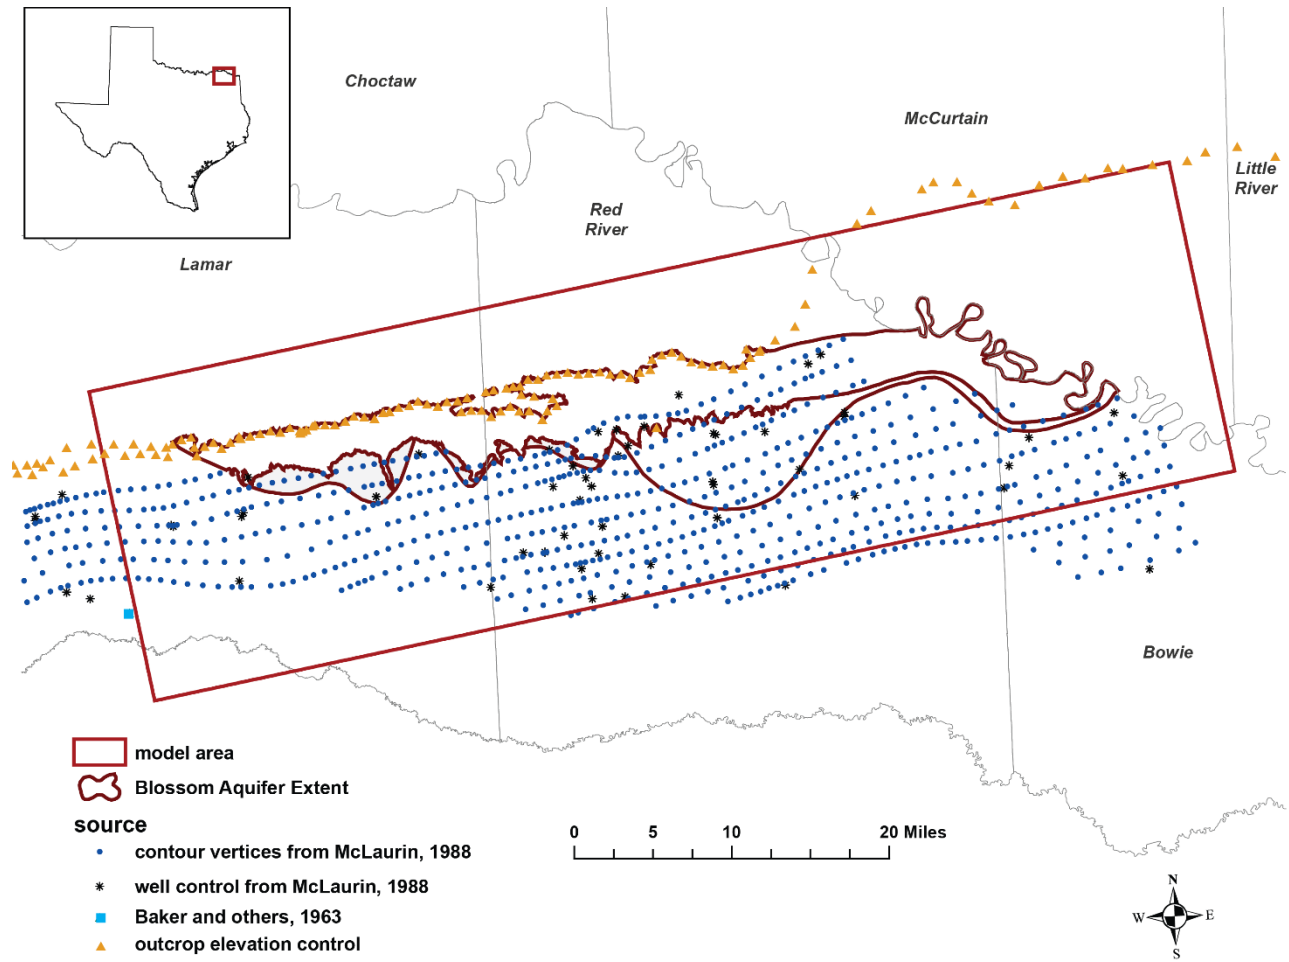 Choctaw
McCurtain
Little
River
Red
River
Lamar
Bowie
model area
Blossom Aquifer Extent
source
contour vertices from McLaurin, 1988
well control from McLaurin, 1988
Baker and others, 1963
outcrop elevation control
0 5 10 20 Miles
N
W E
S